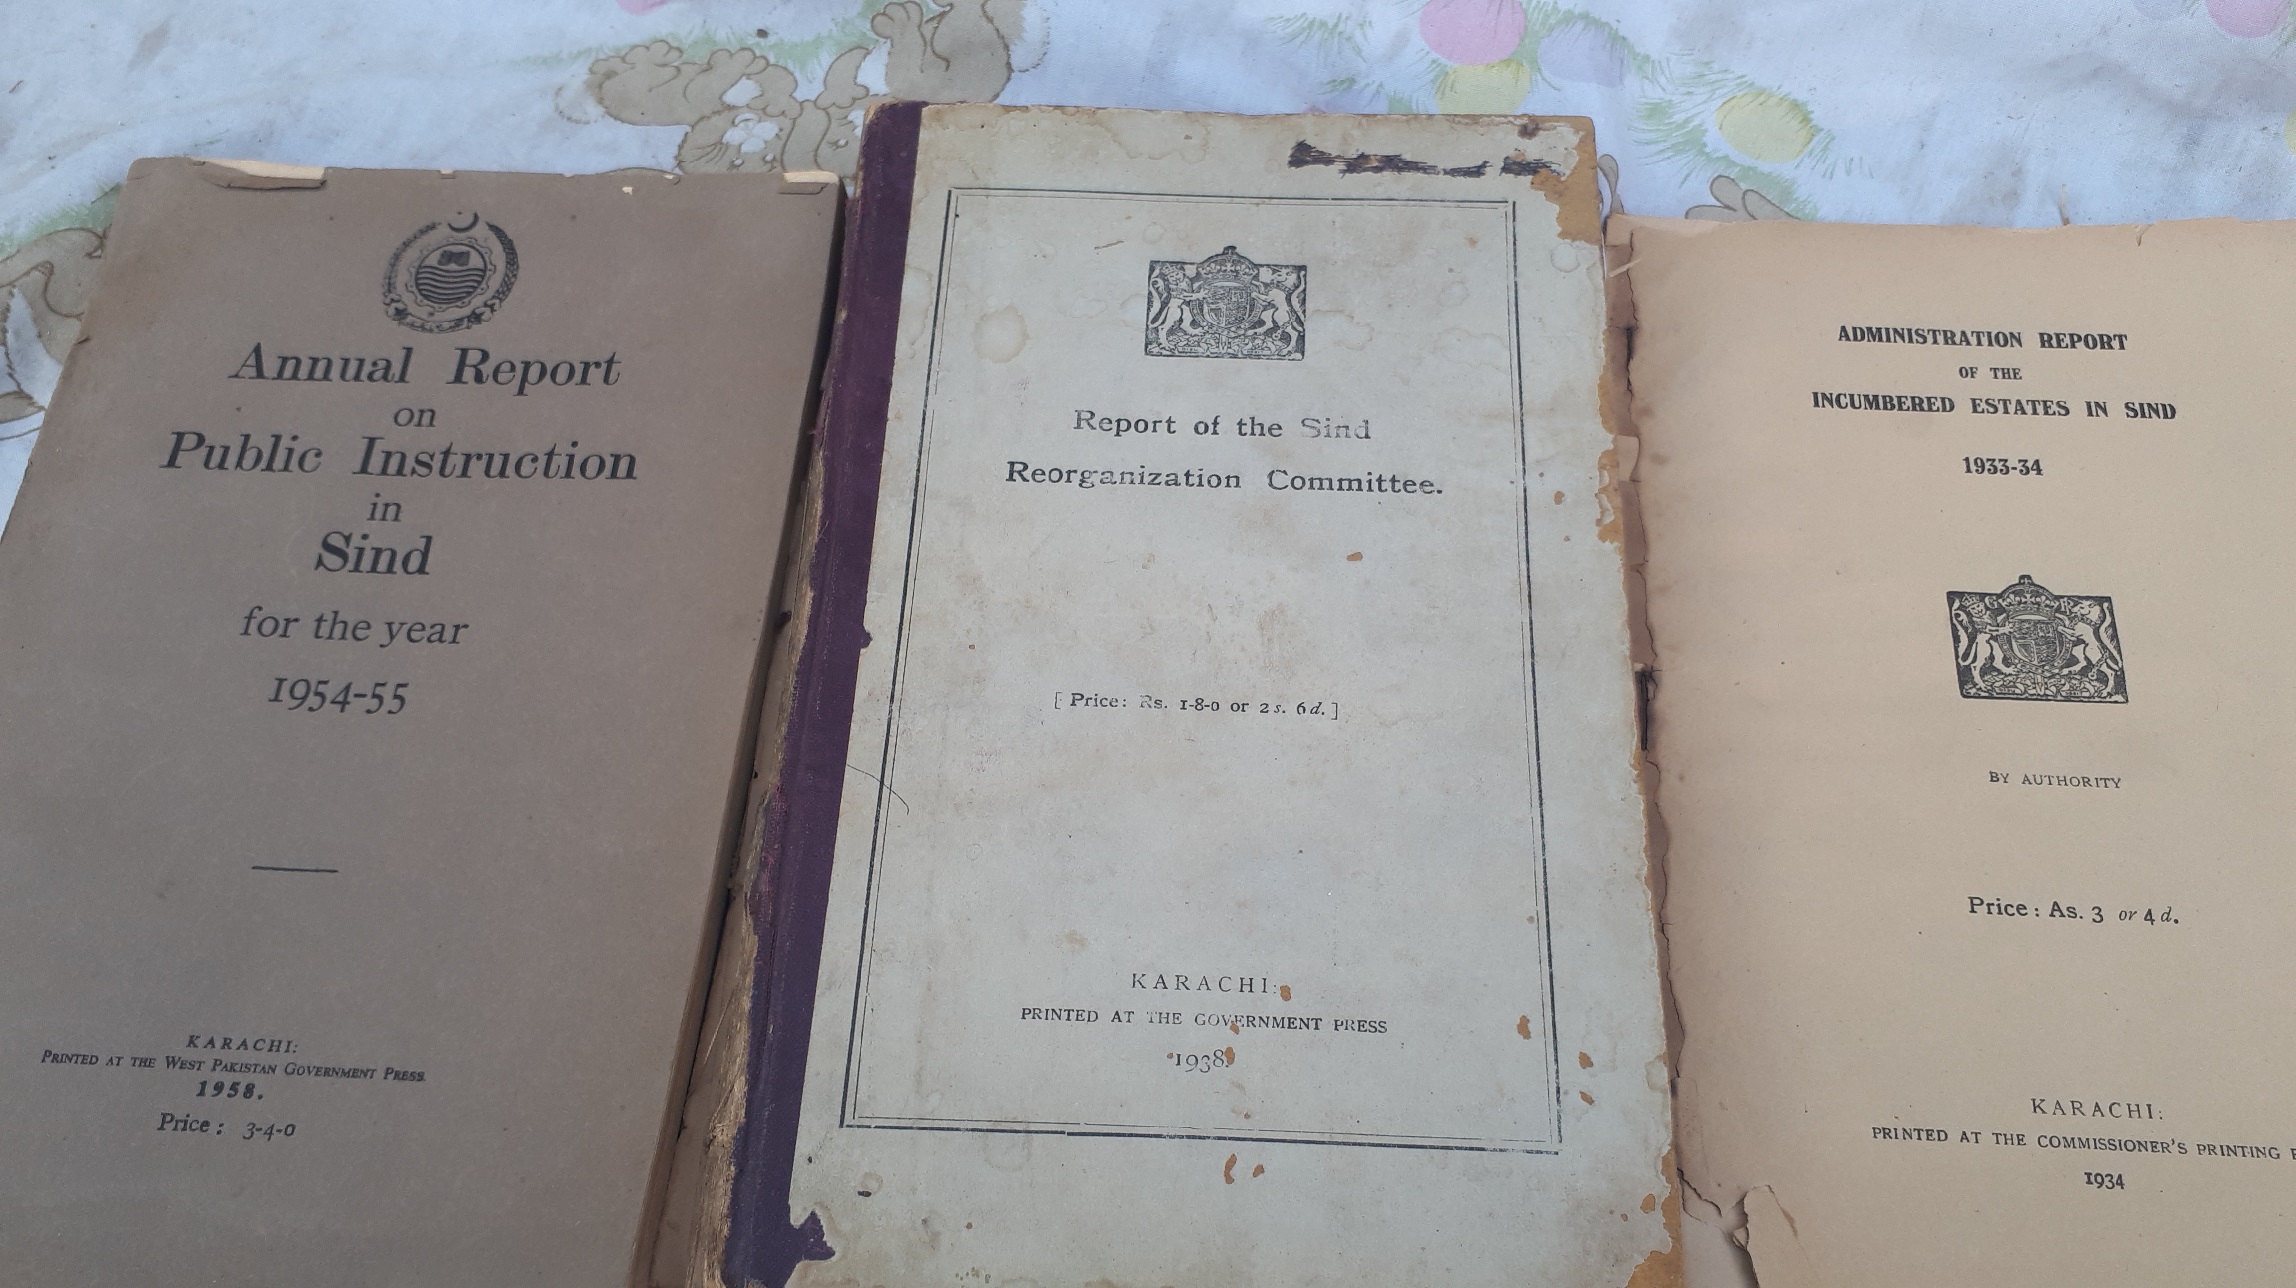 Annual Report
on
Public Instruction
in
Sind
for the year
1954-55
KARACHI:
PRINTED AT THE WEST PAKISTAN GOVERNMENT PRESS
1958.
Price : 3-4-0
Report of the Sind
Reorganization Committee.
[ Price: Rs. 1-8-0 or 2 s. 6 d. ]
KARACHI:
PRINTED AT THE GOVERNMENT PRESS
1938.
ADMINISTRATION REPORT
OF THE
INCUMBERED ESTATES IN SIND
1933-34
BY AUTHORITY
Price : As. 3 or 4 d.
KARACHI:
PRINTED AT THE COMMISSIONER'S PRINTING
1934